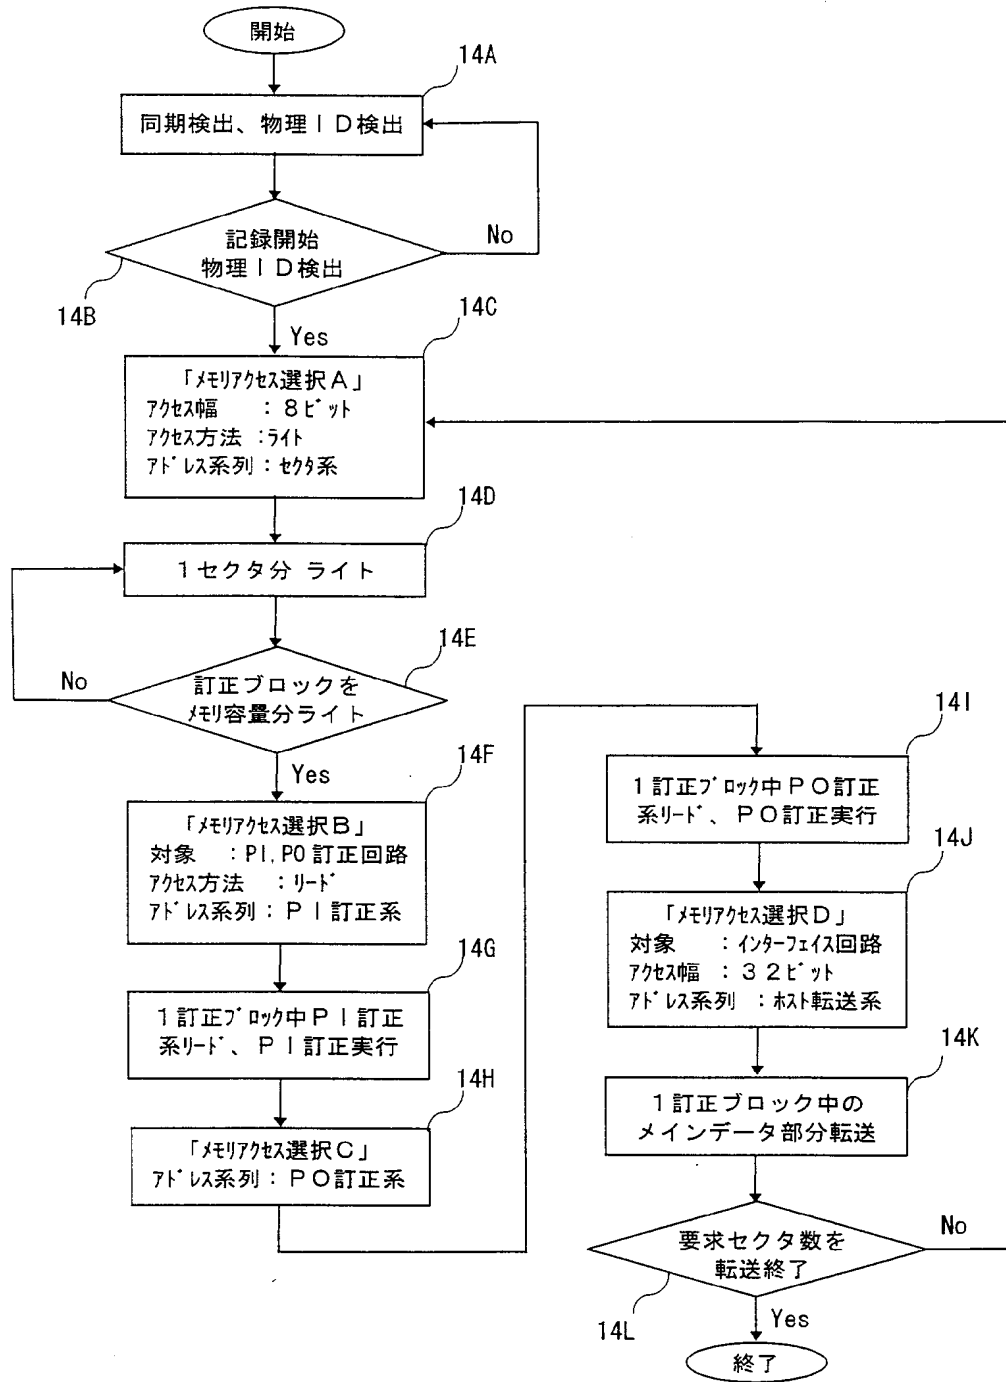 開始
14A
同期検出、物理ＩＤ検出
記録開始
物理ＩＤ検出
No
14B
Yes
14C
「ﾒﾓﾘｱｸｾｽ選択Ａ」
ｱｸｾｽ幅　：８ﾋﾞｯﾄ
ｱｸｾｽ方法　：ﾗｲﾄ
ｱﾄﾞﾚｽ系列：ｾｸﾀ系
14D
１セクタ分 ライト
14E
訂正ブロックを
ﾒﾓﾘ容量分ライト
No
Yes
14F
「ﾒﾓﾘｱｸｾｽ選択Ｂ」
対象　：PI,PO訂正回路
ｱｸｾｽ方法　：ﾘｰﾄﾞ
ｱﾄﾞﾚｽ系列：ＰＩ訂正系
14G
１訂正ﾌﾞﾛｯｸ中ＰＩ訂正
系ﾘｰﾄﾞ、ＰＩ訂正実行
14H
「ﾒﾓﾘｱｸｾｽ選択Ｃ」
ｱﾄﾞﾚｽ系列：ＰＯ訂正系
14I
１訂正ﾌﾞﾛｯｸ中ＰＯ訂正
系ﾘｰﾄﾞ、ＰＯ訂正実行
14J
「ﾒﾓﾘｱｸｾｽ選択Ｄ」
対象　：ｲﾝﾀｰﾌｪｲｽ回路
ｱｸｾｽ幅　：３２ﾋﾞｯﾄ
ｱﾄﾞﾚｽ系列　：ﾎｽﾄ転送系
14K
１訂正ブロック中の
メインデータ部分転送
要求セクタ数を
転送終了
No
14L
Yes
終了